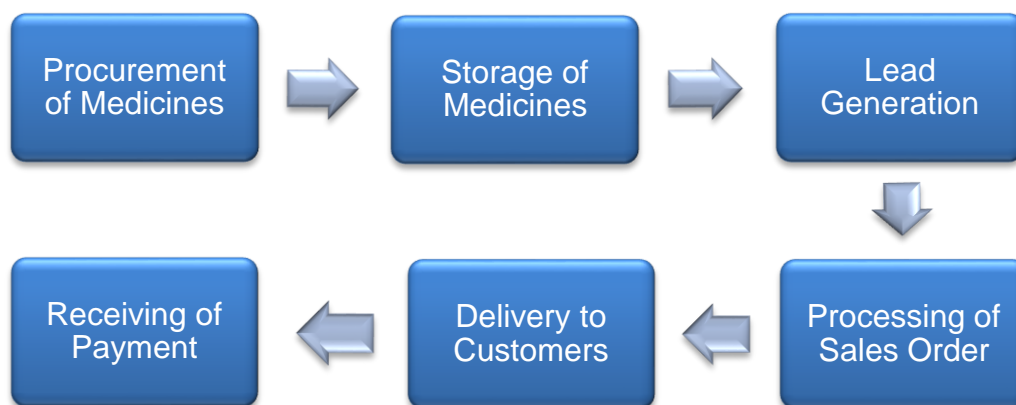 Procurement
of Medicines
Storage of
Medicines
Lead
Generation
Processing of
Sales Order
Delivery to
Customers
Receiving of
Payment